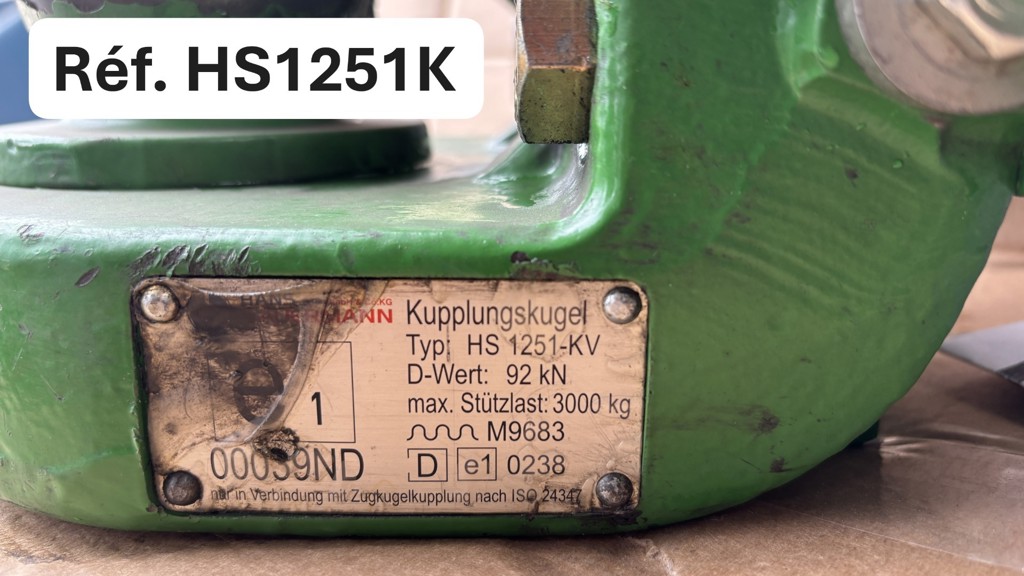 Réf. HS1251K
HANS
Kupplungskugel
Typ: HS 1251-KV
D-Wert: 92 kN
max. Stützlast: 3000 kg
M9683
e 1
00039ND
D e1 0238
nur in Verbindung mit Zugkugelkupplung nach ISO 24347